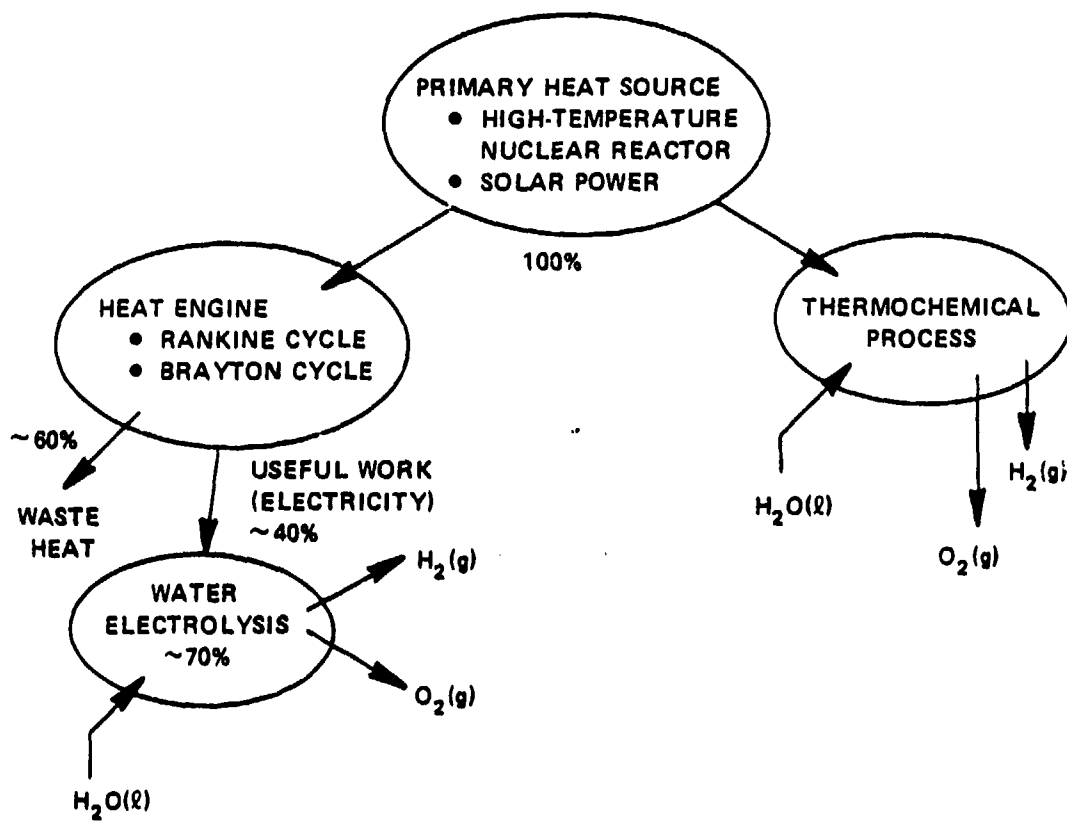 PRIMARY HEAT SOURCE
• HIGH-TEMPERATURE
NUCLEAR REACTOR
• SOLAR POWER
100%
HEAT ENGINE
• RANKINE CYCLE
• BRAYTON CYCLE
THERMOCHEMICAL
PROCESS
~60%
WASTE
HEAT
USEFUL WORK
(ELECTRICITY)
~40%
H₂O(ℓ)
H₂(g)
O₂(g)
WATER
ELECTROLYSIS
~70%
H₂(g)
O₂(g)
H₂O(ℓ)